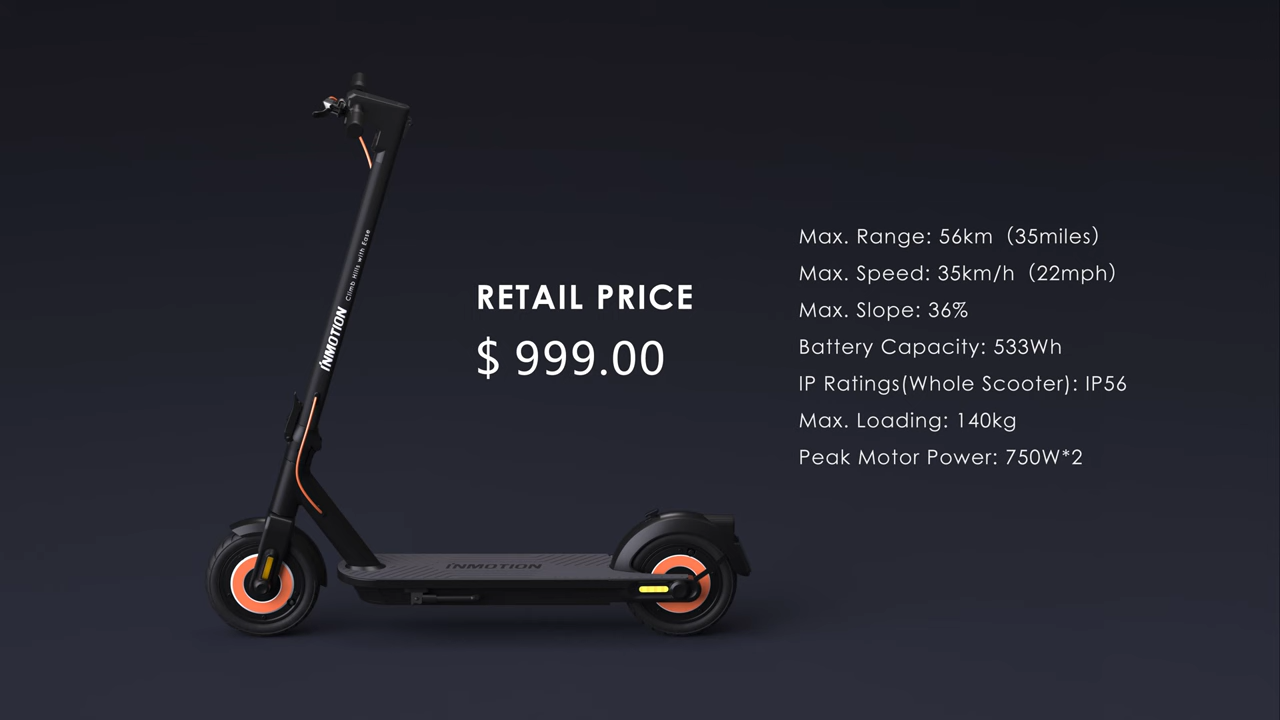 Climb Hills with Ease
INMOTION
INMOTION
RETAIL PRICE
$ 999.00
Max. Range: 56km（35miles）
Max. Speed: 35km/h（22mph）
Max. Slope: 36%
Battery Capacity: 533Wh
IP Ratings(Whole Scooter): IP56
Max. Loading: 140kg
Peak Motor Power: 750W*2